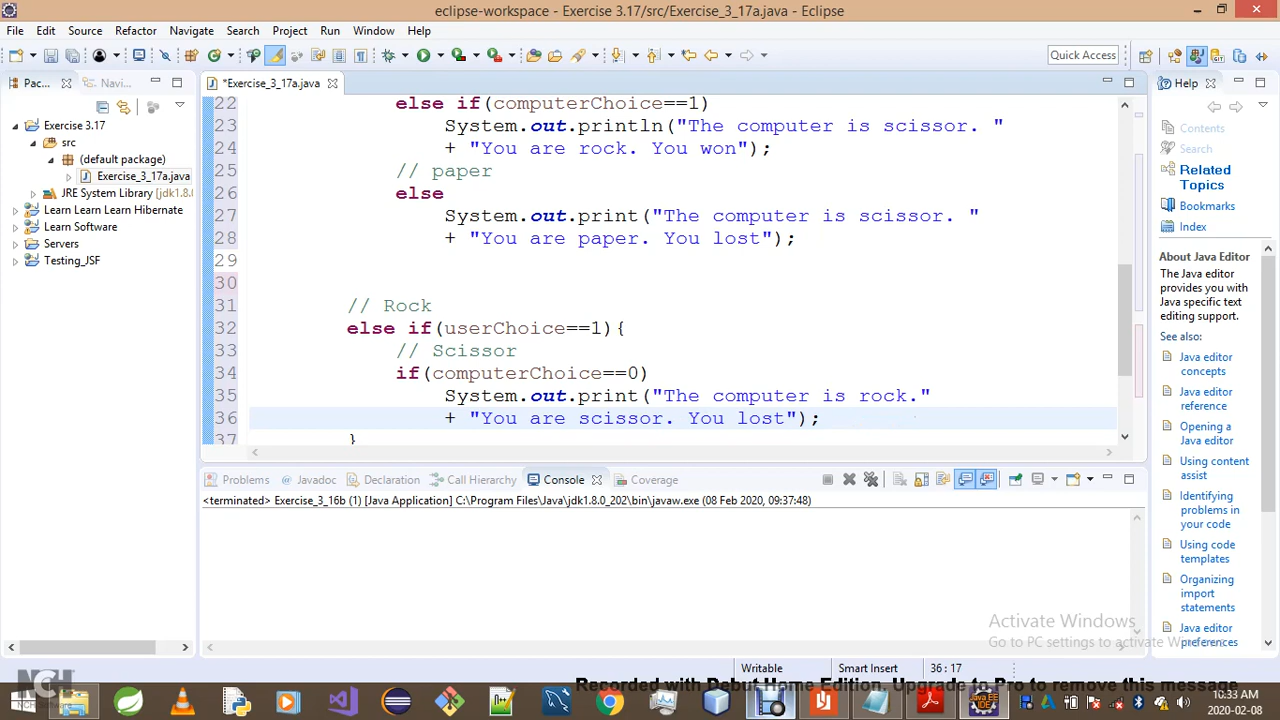 eclipse-workspace - Exercise 3.17/src/Exercise_3_17a.java - Eclipse
File Edit Source Refactor Navigate Search Project Run Window Help
Quick Access
Pac...
Navi...
*Exercise_3_17a.java
Help
Exercise 3.17
src
(default package)
Exercise_3_17a.java
JRE System Library [jdk1.8.0
Learn Learn Learn Hibernate
Learn Software
Servers
Testing_JSF
22 else if(computerChoice==1)
23 System.out.println("The computer is scissor. "
24 + "You are rock. You won");
25 // paper
26 else
27 System.out.print("The computer is scissor. "
28 + "You are paper. You lost");
29
30
31 // Rock
32 else if(userChoice==1){
33 // Scissor
34 if(computerChoice==0)
35 System.out.print("The computer is rock."
36 + "You are scissor. You lost");
37 }
Contents
Search
Related
Topics
Bookmarks
Index
About Java Editor
The Java editor
provides you with
Java specific text
editing support.
See also:
Java editor
concepts
Java editor
reference
Opening a
Java editor
Using content
assist
Identifying
problems in
your code
Using code
templates
Organizing
import
statements
Java editor
preferences
Problem Javadoc Declaration Call Hierarchy Console Coverage
<terminated> Exercise_3_16b (1) [Java Application] C:\Program Files\Java\jdk1.8.0_202\bin\javaw.exe (08 Feb 2020, 09:37:48)
Activate Windows
Go to PC settings to activate Windows.
Writable Smart Insert 36 : 17
NCH
Recorded with Debut Home Edition. Upgrade to Pro to remove this message
10:33 AM
2020-02-08